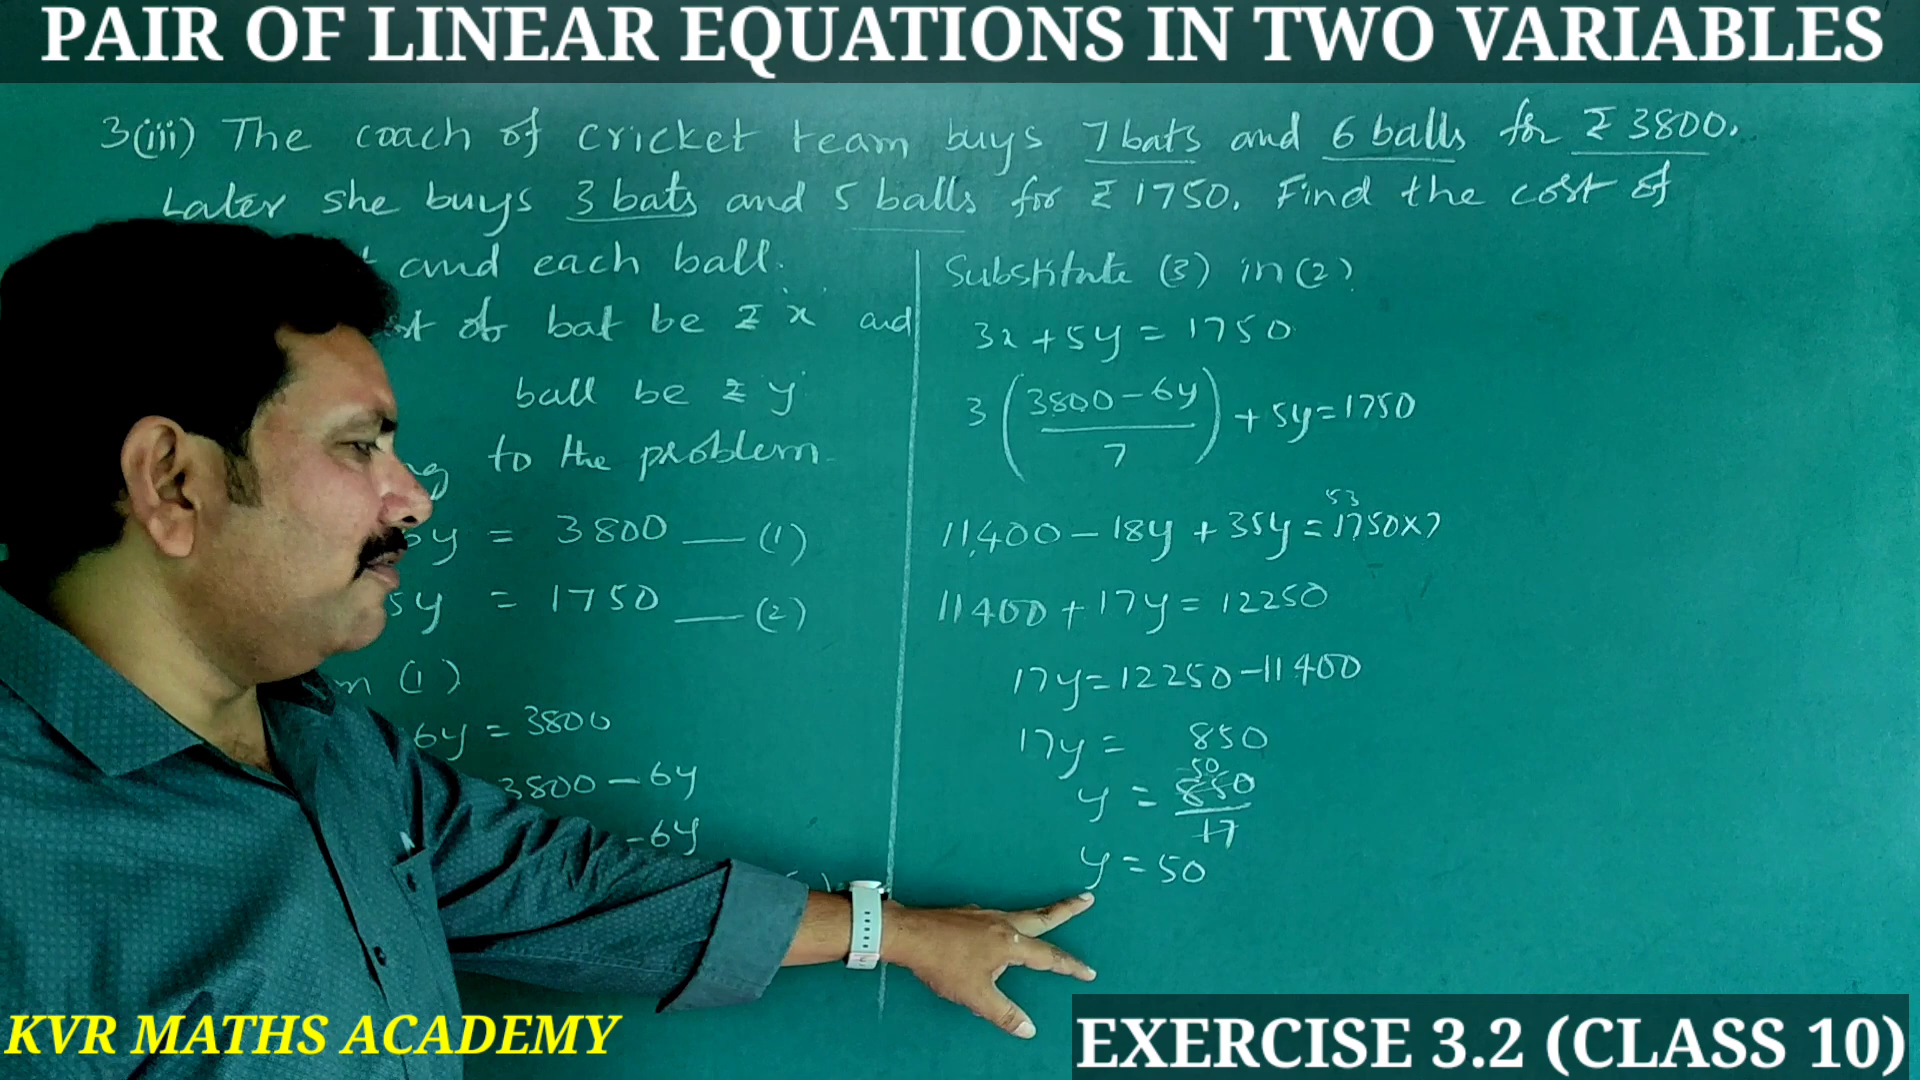 PAIR OF LINEAR EQUATIONS IN TWO VARIABLES
3(iii) The coach of cricket team buys 7 bats and 6 balls for ₹ 3800.
Later she buys 3 bats and 5 balls for ₹ 1750. Find the cost of
and each ball.
of bat be ₹ x and
ball be ₹ y
to the problem
y = 3800 — (1)
5y = 1750 — (2)
(1)
6y = 3800
3800 - 6y
- 6y
Substitute (3) in (2)
3x + 5y = 1750
3 ( 3800 - 6y / 7 ) + 5y = 1750
53
11,400 - 18y + 35y = 1750 × 7
11400 + 17y = 12250
17y = 12250 - 11400
17y = 850
50
y = 850 / 17
y = 50
KVR MATHS ACADEMY
EXERCISE 3.2 (CLASS 10)